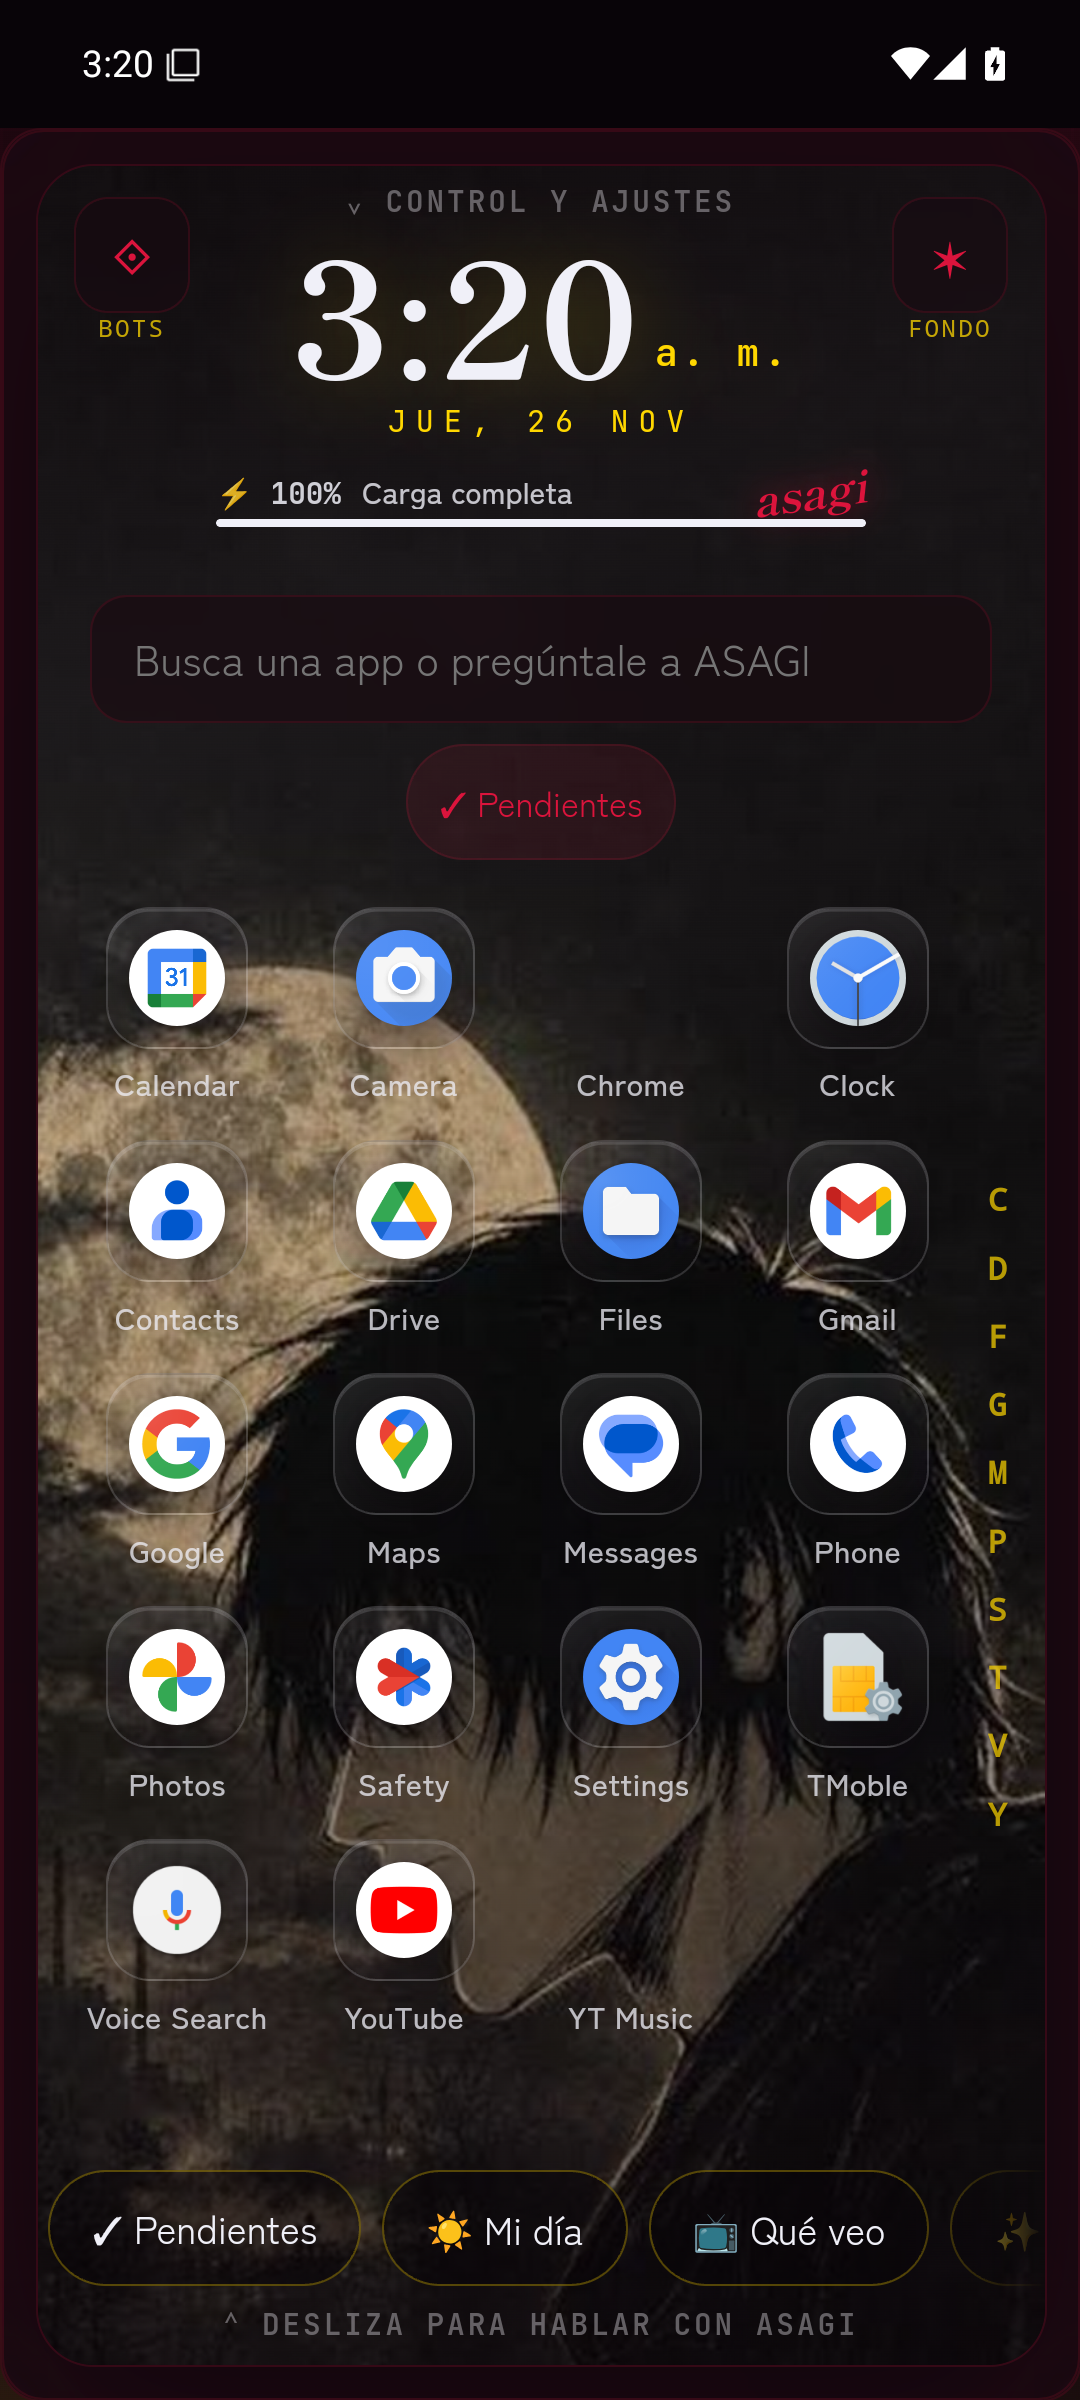 3:20
CONTROL Y AJUSTES
BOTS
FONDO
3:20 a. m.
JUE, 26 NOV
⚡ 100% Carga completa
asagi
Busca una app o pregúntale a ASAGI
✓ Pendientes
31
Calendar Camera Chrome Clock
Contacts Drive Files Gmail
Google Maps Messages Phone
Photos Safety Settings TMoble
Voice Search YouTube YT Music
C
D
F
G
M
P
S
T
V
Y
✓ Pendientes ☀️ Mi día 📺 Qué veo ✨
^ DESLIZA PARA HABLAR CON ASAGI